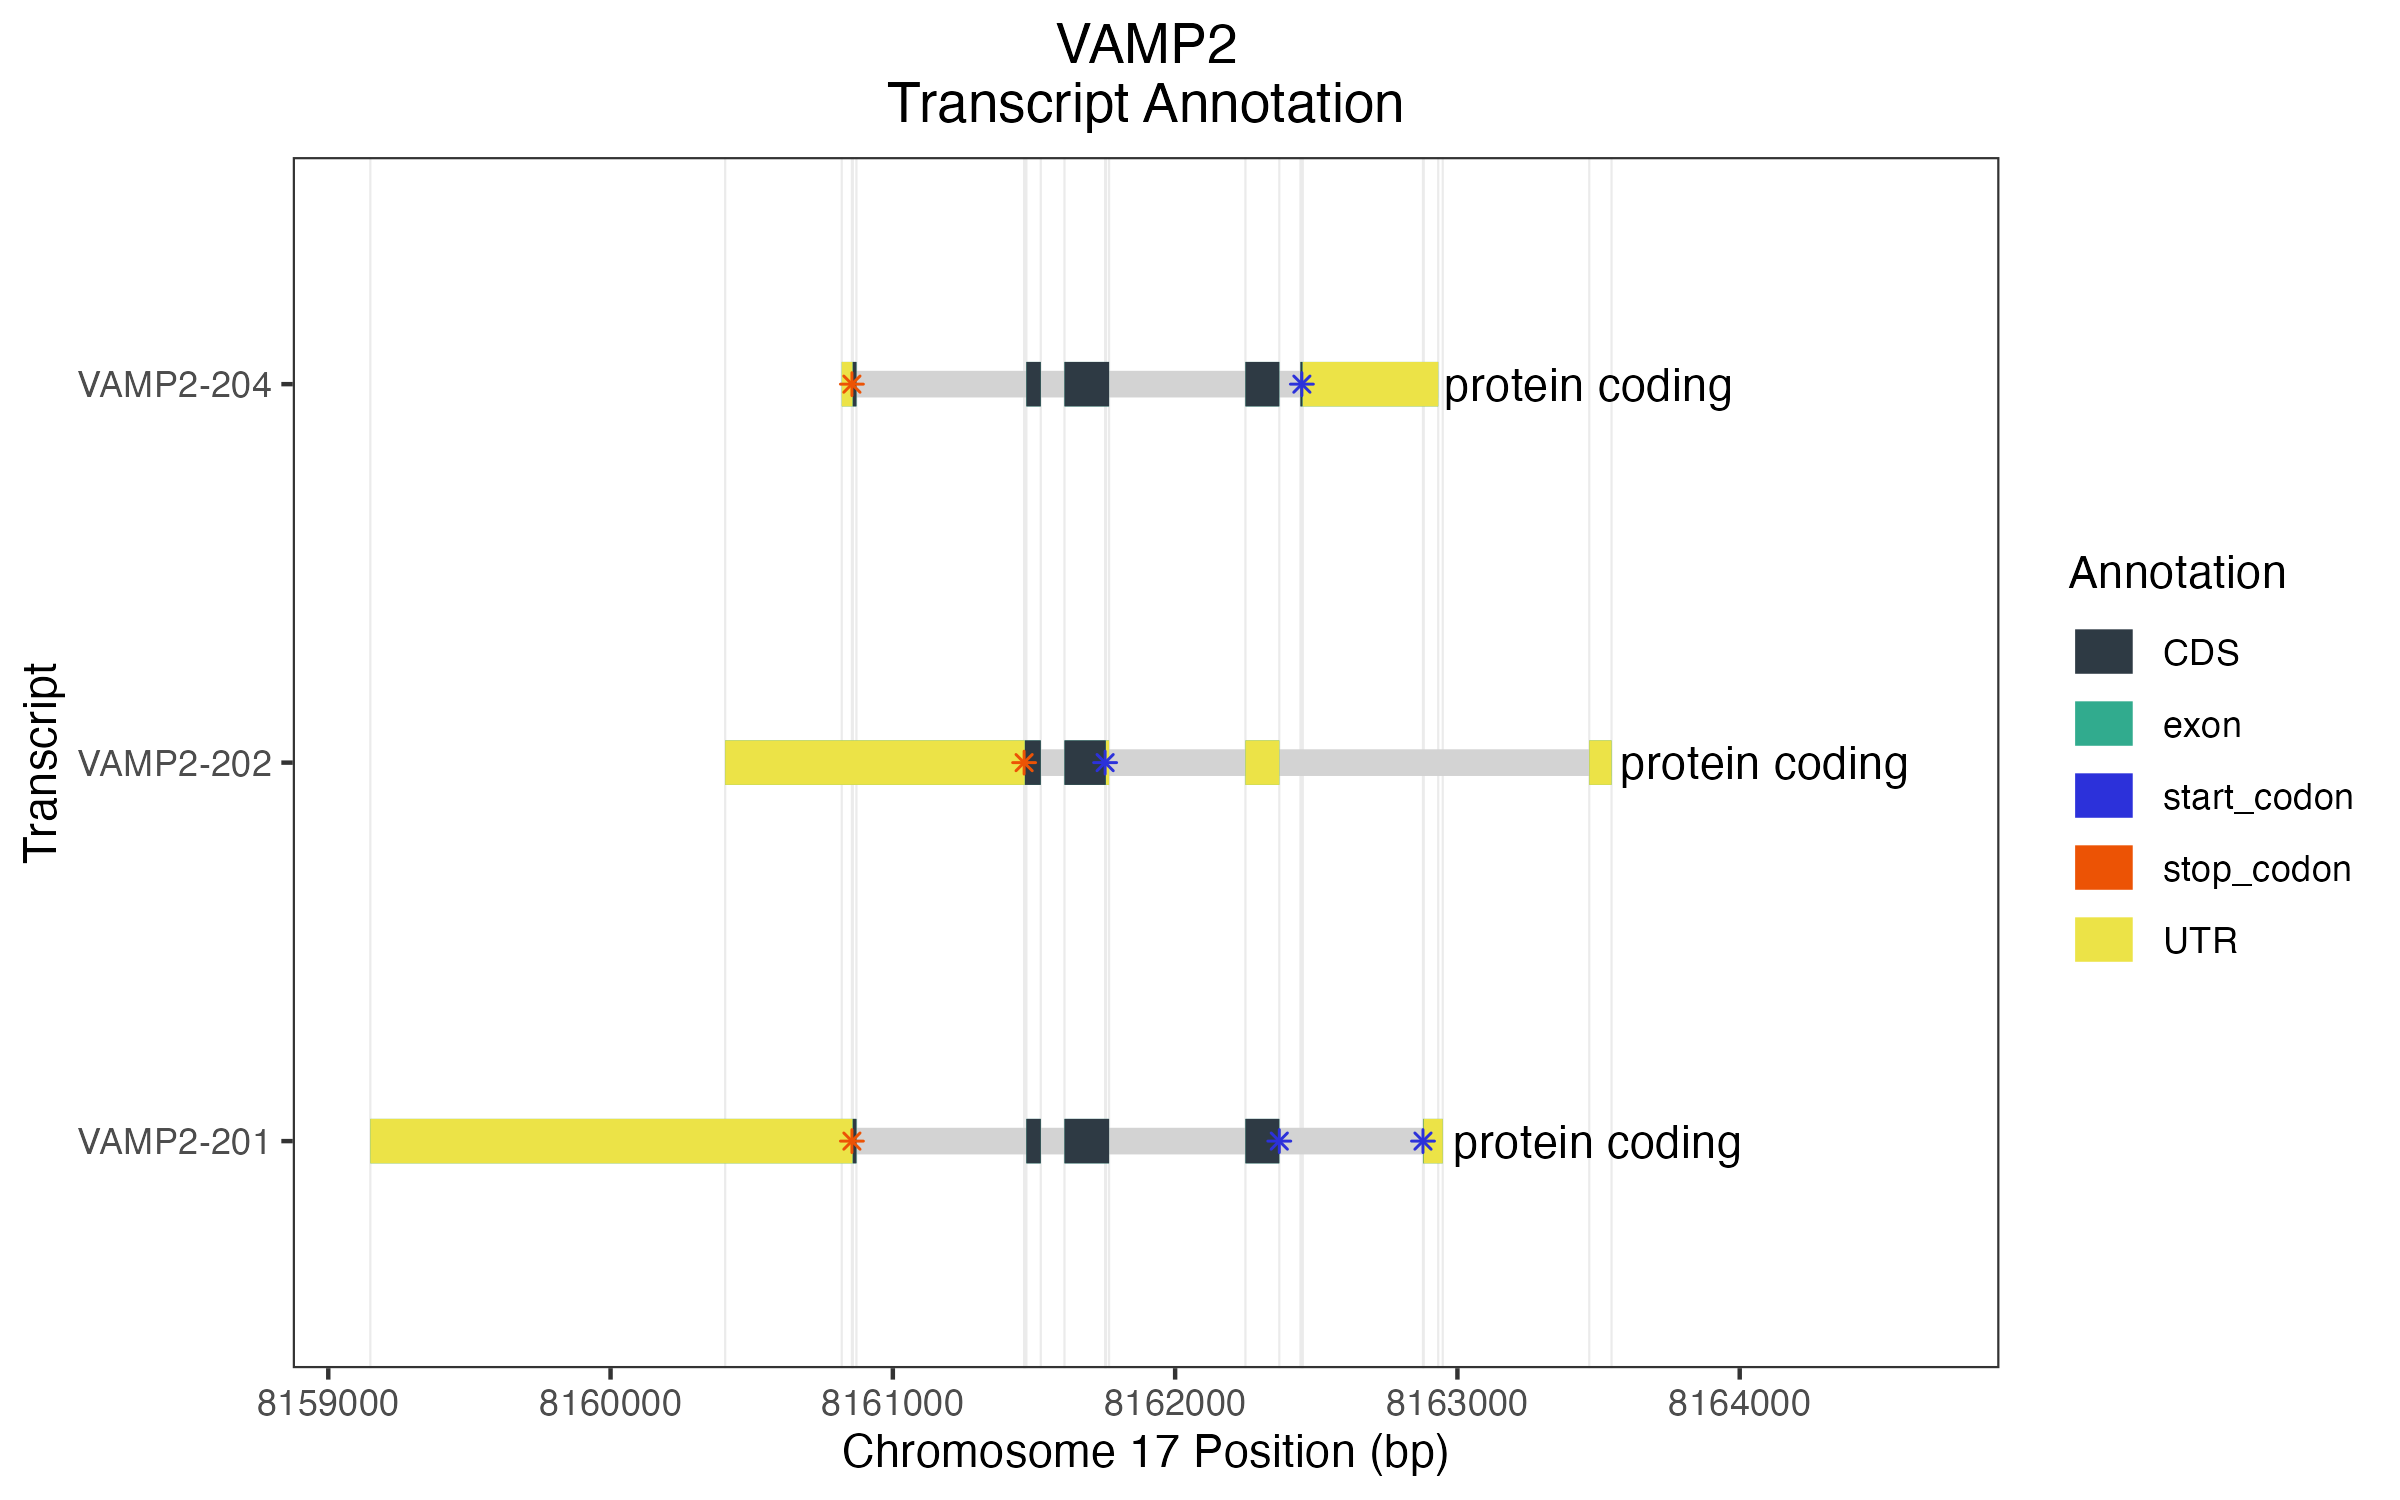 VAMP2
Transcript Annotation
Transcript
VAMP2-204
protein coding
VAMP2-202
protein coding
VAMP2-201
protein coding
8159000 8160000 8161000 8162000 8163000 8164000
Chromosome 17 Position (bp)
Annotation
CDS
exon
start_codon
stop_codon
UTR